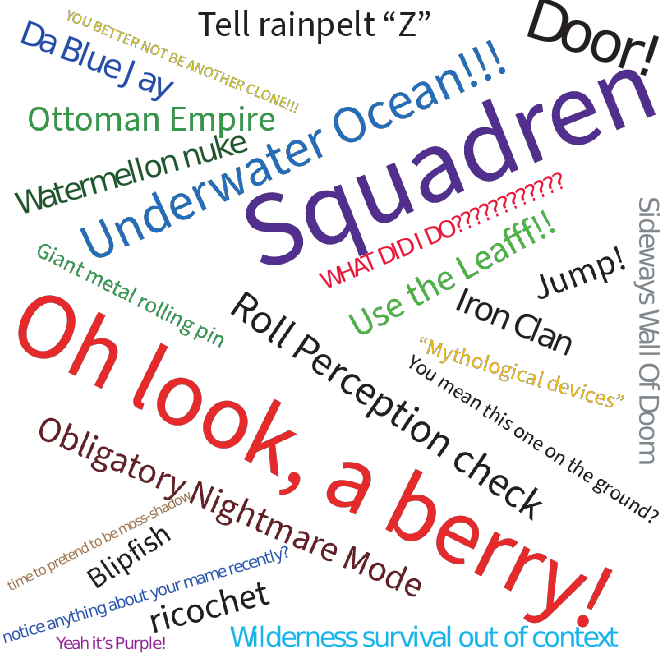 Tell rainpelt “Z”
Door!
YOU BETTER NOT BE ANOTHER CLONE!!!
Da Blue Jay
Ottoman Empire
Underwater Ocean!!!
Watermellon nuke
Squadren
WHAT DID I DO????????????
Use the Leafff!!
Sideways Wall Of Doom
Jump!
Giant metal rolling pin
Iron Clan
Roll Perception check
“Mythological devices”
You mean this one on the ground?
Oh look, a berry!
Obligatory Nightmare Mode
time to pretend to be moss-shadow
Blipfish
notice anything about your mame recently?
ricochet
Yeah it’s Purple!
Wilderness survival out of context